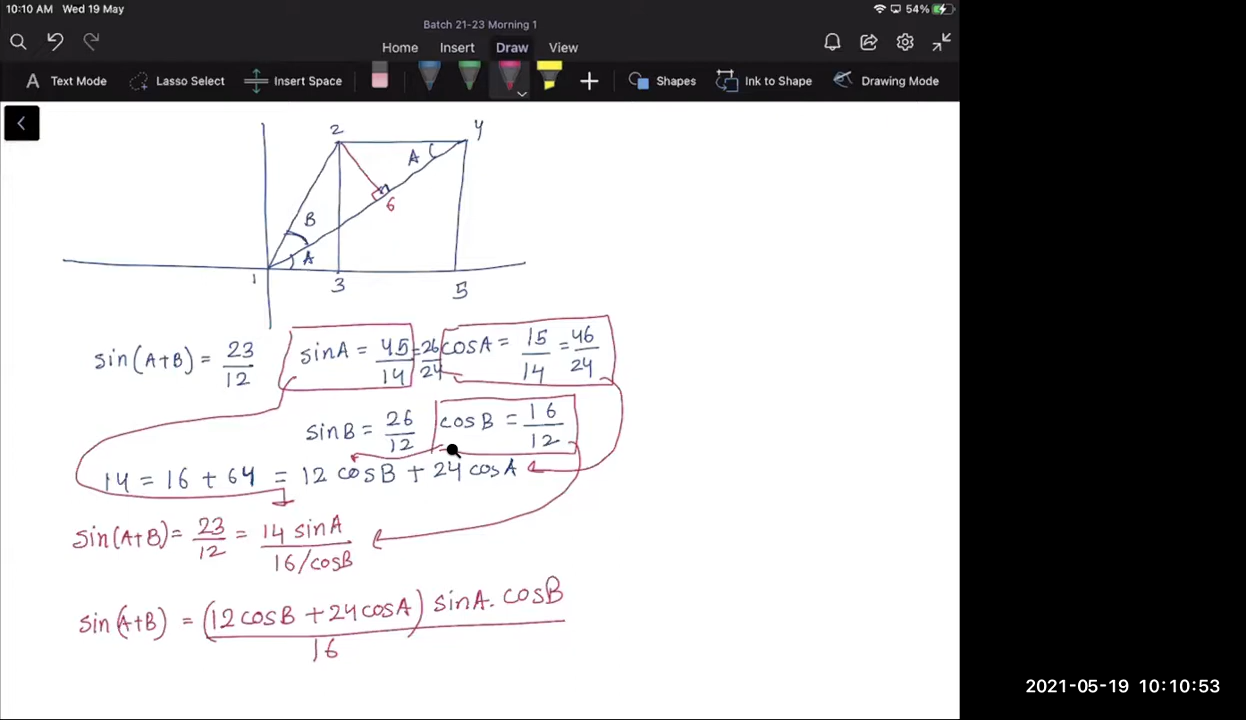 10:10 AM Wed 19 May
54%
Batch 21-23 Morning 1
Home Insert Draw View
Text Mode Lasso Select Insert Space Shapes Ink to Shape Drawing Mode
2 4
A
6
B
A
1 3 5
sin(A+B) = 23/12 sinA = 45/14 = 26/24 cosA = 15/14 = 46/24
sinB = 26/12 cosB = 16/12
14 = 16 + 64 = 12 cosB + 24 cosA
sin(A+B) = 23/12 = 14 sinA / 16/cosB
sin(A+B) = (12 cosB + 24 cosA) sinA. cosB / 16
2021-05-19 10:10:53